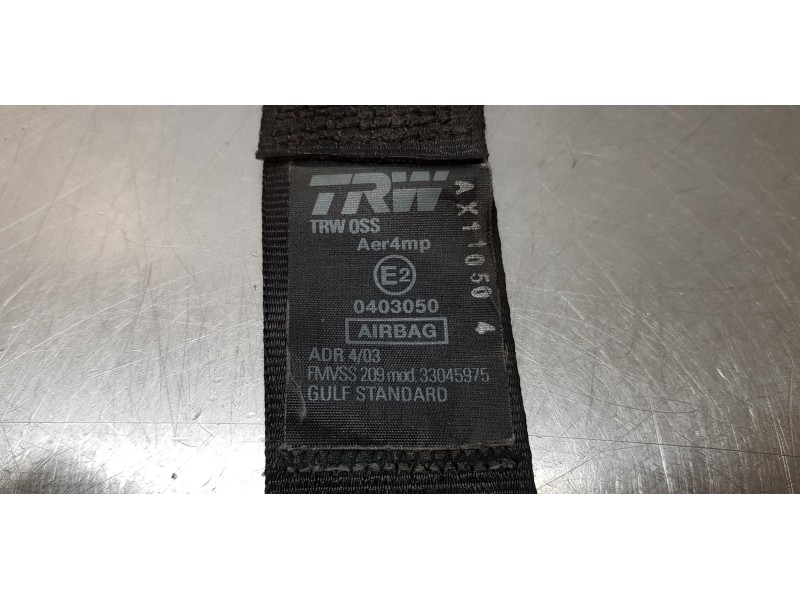 TRW
TRW OSS
Aer4mp
E2
0403050
AIRBAG
ADR 4/03
FMVSS 209 mod. 33045975
GULF STANDARD
AX11050 4